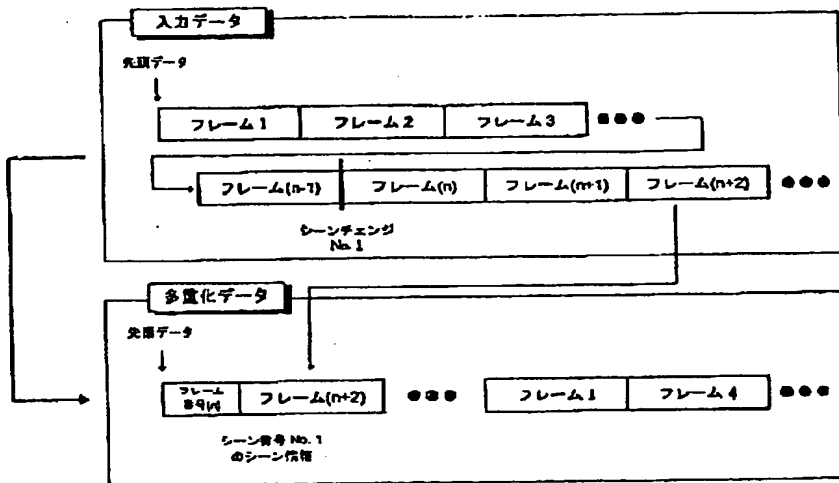 入力データ
先頭データ
フレーム1 フレーム2 フレーム3 ●●●
フレーム(n-1) フレーム(n) フレーム(n+1) フレーム(n+2) ●●●
シーンチェンジ
No. 1
多重化データ
先頭データ
フレーム
番号(n)
フレーム(n+2) ●●● フレーム1 フレーム4 ●●●
シーン番号 No. 1
のシーン情報